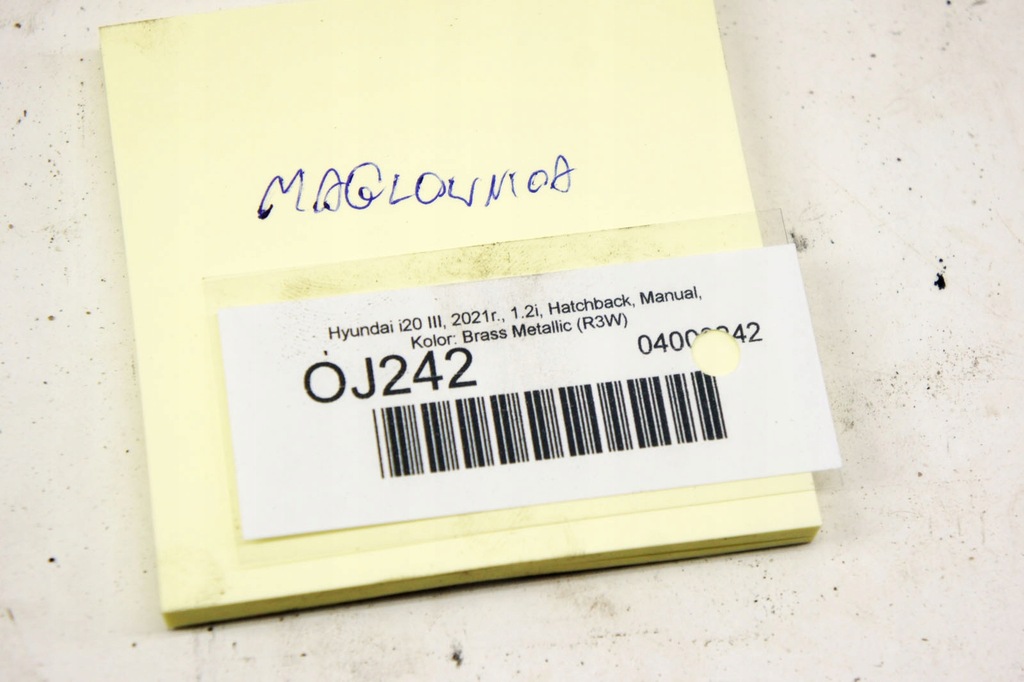 MAGLOWNICA
Hyundai i20 III, 2021r., 1.2i, Hatchback, Manual,
Kolor: Brass Metallic (R3W)
OJ242